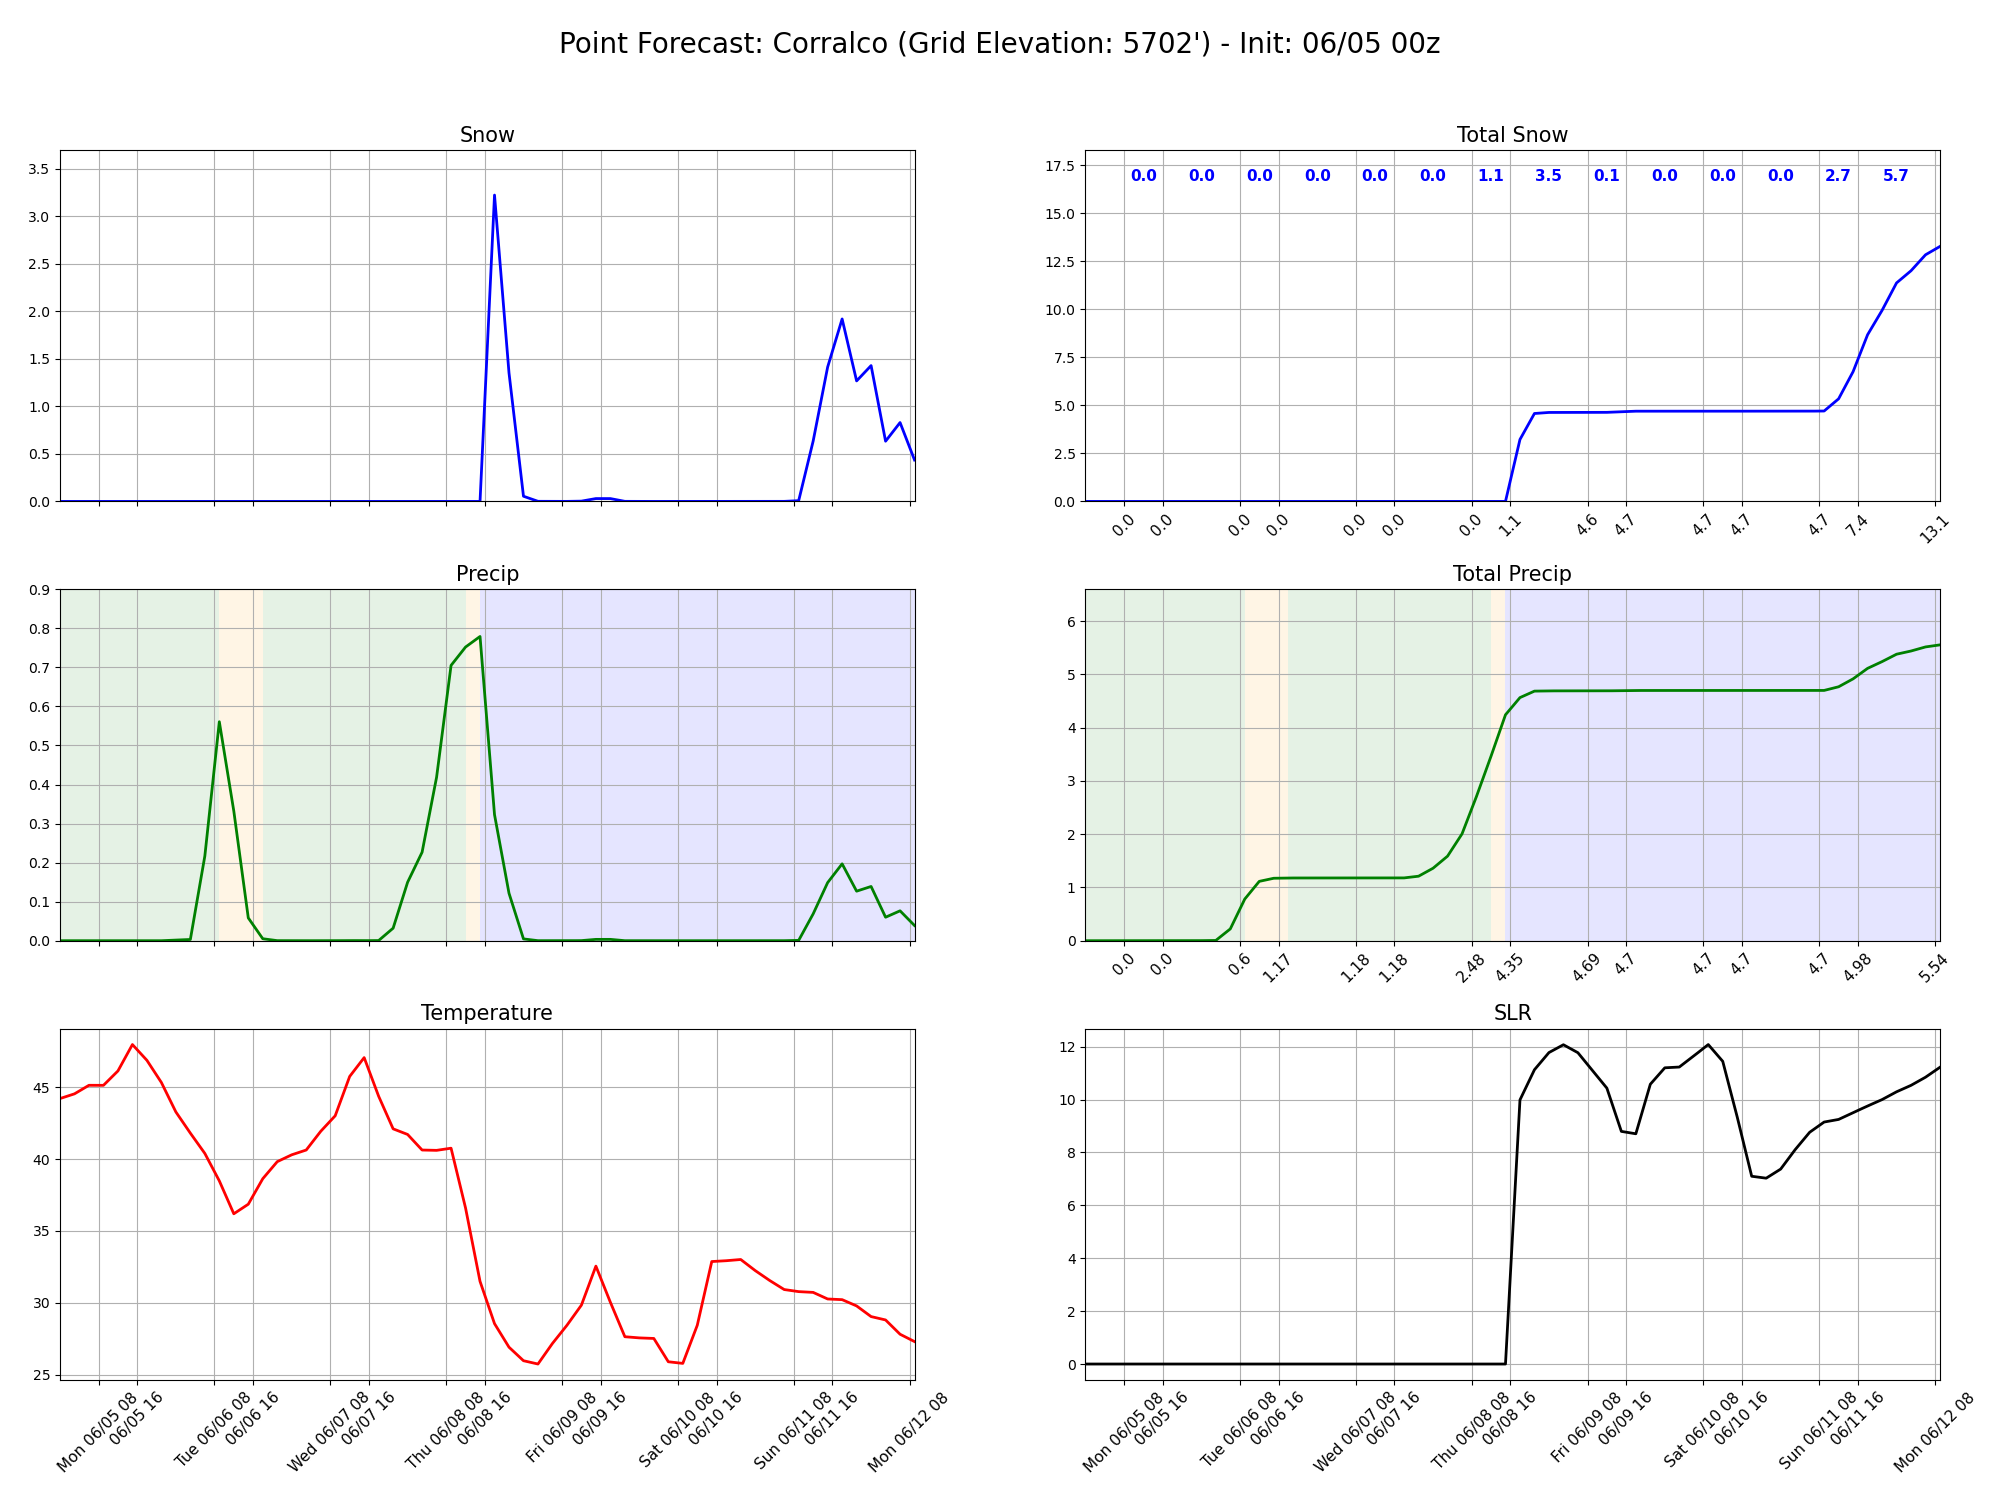 Point Forecast: Corralco (Grid Elevation: 5702') - Init: 06/05 00z
Snow
3.5
3.0
2.5
2.0
1.5
1.0
0.5
0.0
Total Snow
17.5
15.0
12.5
10.0
7.5
5.0
2.5
0.0
0.0 0.0 0.0 0.0 0.0 0.0 1.1 3.5 0.1 0.0 0.0 0.0 2.7 5.7
0.0 0.0 0.0 0.0 0.0 0.0 0.0 1.1 4.6 4.7 4.7 4.7 4.7 7.4 13.1
Precip
0.9
0.8
0.7
0.6
0.5
0.4
0.3
0.2
0.1
0.0
Total Precip
6
5
4
3
2
1
0
0.0 0.0 0.6 1.17 1.18 1.18 2.48 4.35 4.69 4.7 4.7 4.7 4.7 4.98 5.54
Temperature
45
40
35
30
25
Mon 06/05 08
06/05 16
Tue 06/06 08
06/06 16
Wed 06/07 08
06/07 16
Thu 06/08 08
06/08 16
Fri 06/09 08
06/09 16
Sat 06/10 08
06/10 16
Sun 06/11 08
06/11 16
Mon 06/12 08
SLR
12
10
8
6
4
2
0
Mon 06/05 08
06/05 16
Tue 06/06 08
06/06 16
Wed 06/07 08
06/07 16
Thu 06/08 08
06/08 16
Fri 06/09 08
06/09 16
Sat 06/10 08
06/10 16
Sun 06/11 08
06/11 16
Mon 06/12 08